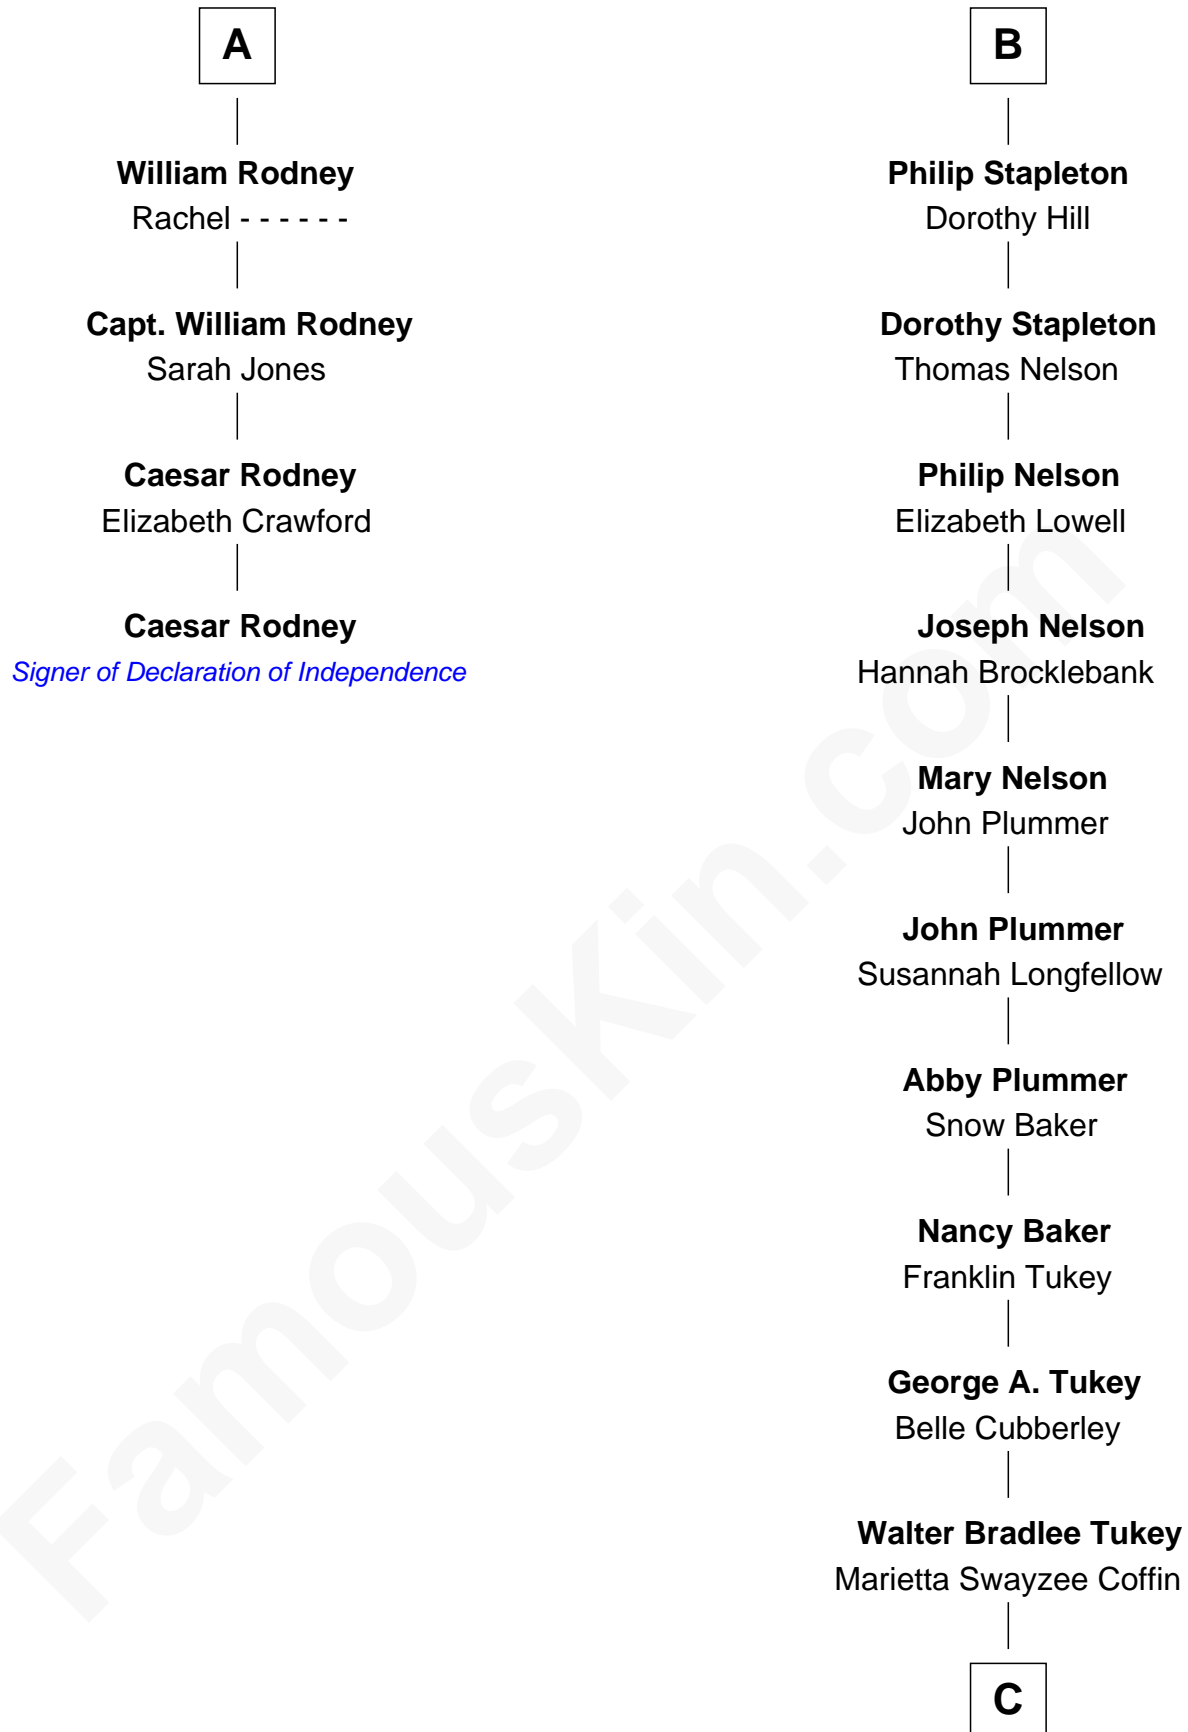 A
William Rodney
Rachel - - - - - -
Capt. William Rodney
Sarah Jones
Caesar Rodney
Elizabeth Crawford
Caesar Rodney
Signer of Declaration of Independence
B
Philip Stapleton
Dorothy Hill
Dorothy Stapleton
Thomas Nelson
Philip Nelson
Elizabeth Lowell
Joseph Nelson
Hannah Brocklebank
Mary Nelson
John Plummer
John Plummer
Susannah Longfellow
Abby Plummer
Snow Baker
Nancy Baker
Franklin Tukey
George A. Tukey
Belle Cubberley
Walter Bradlee Tukey
Marietta Swayzee Coffin
C
FamousKin.com